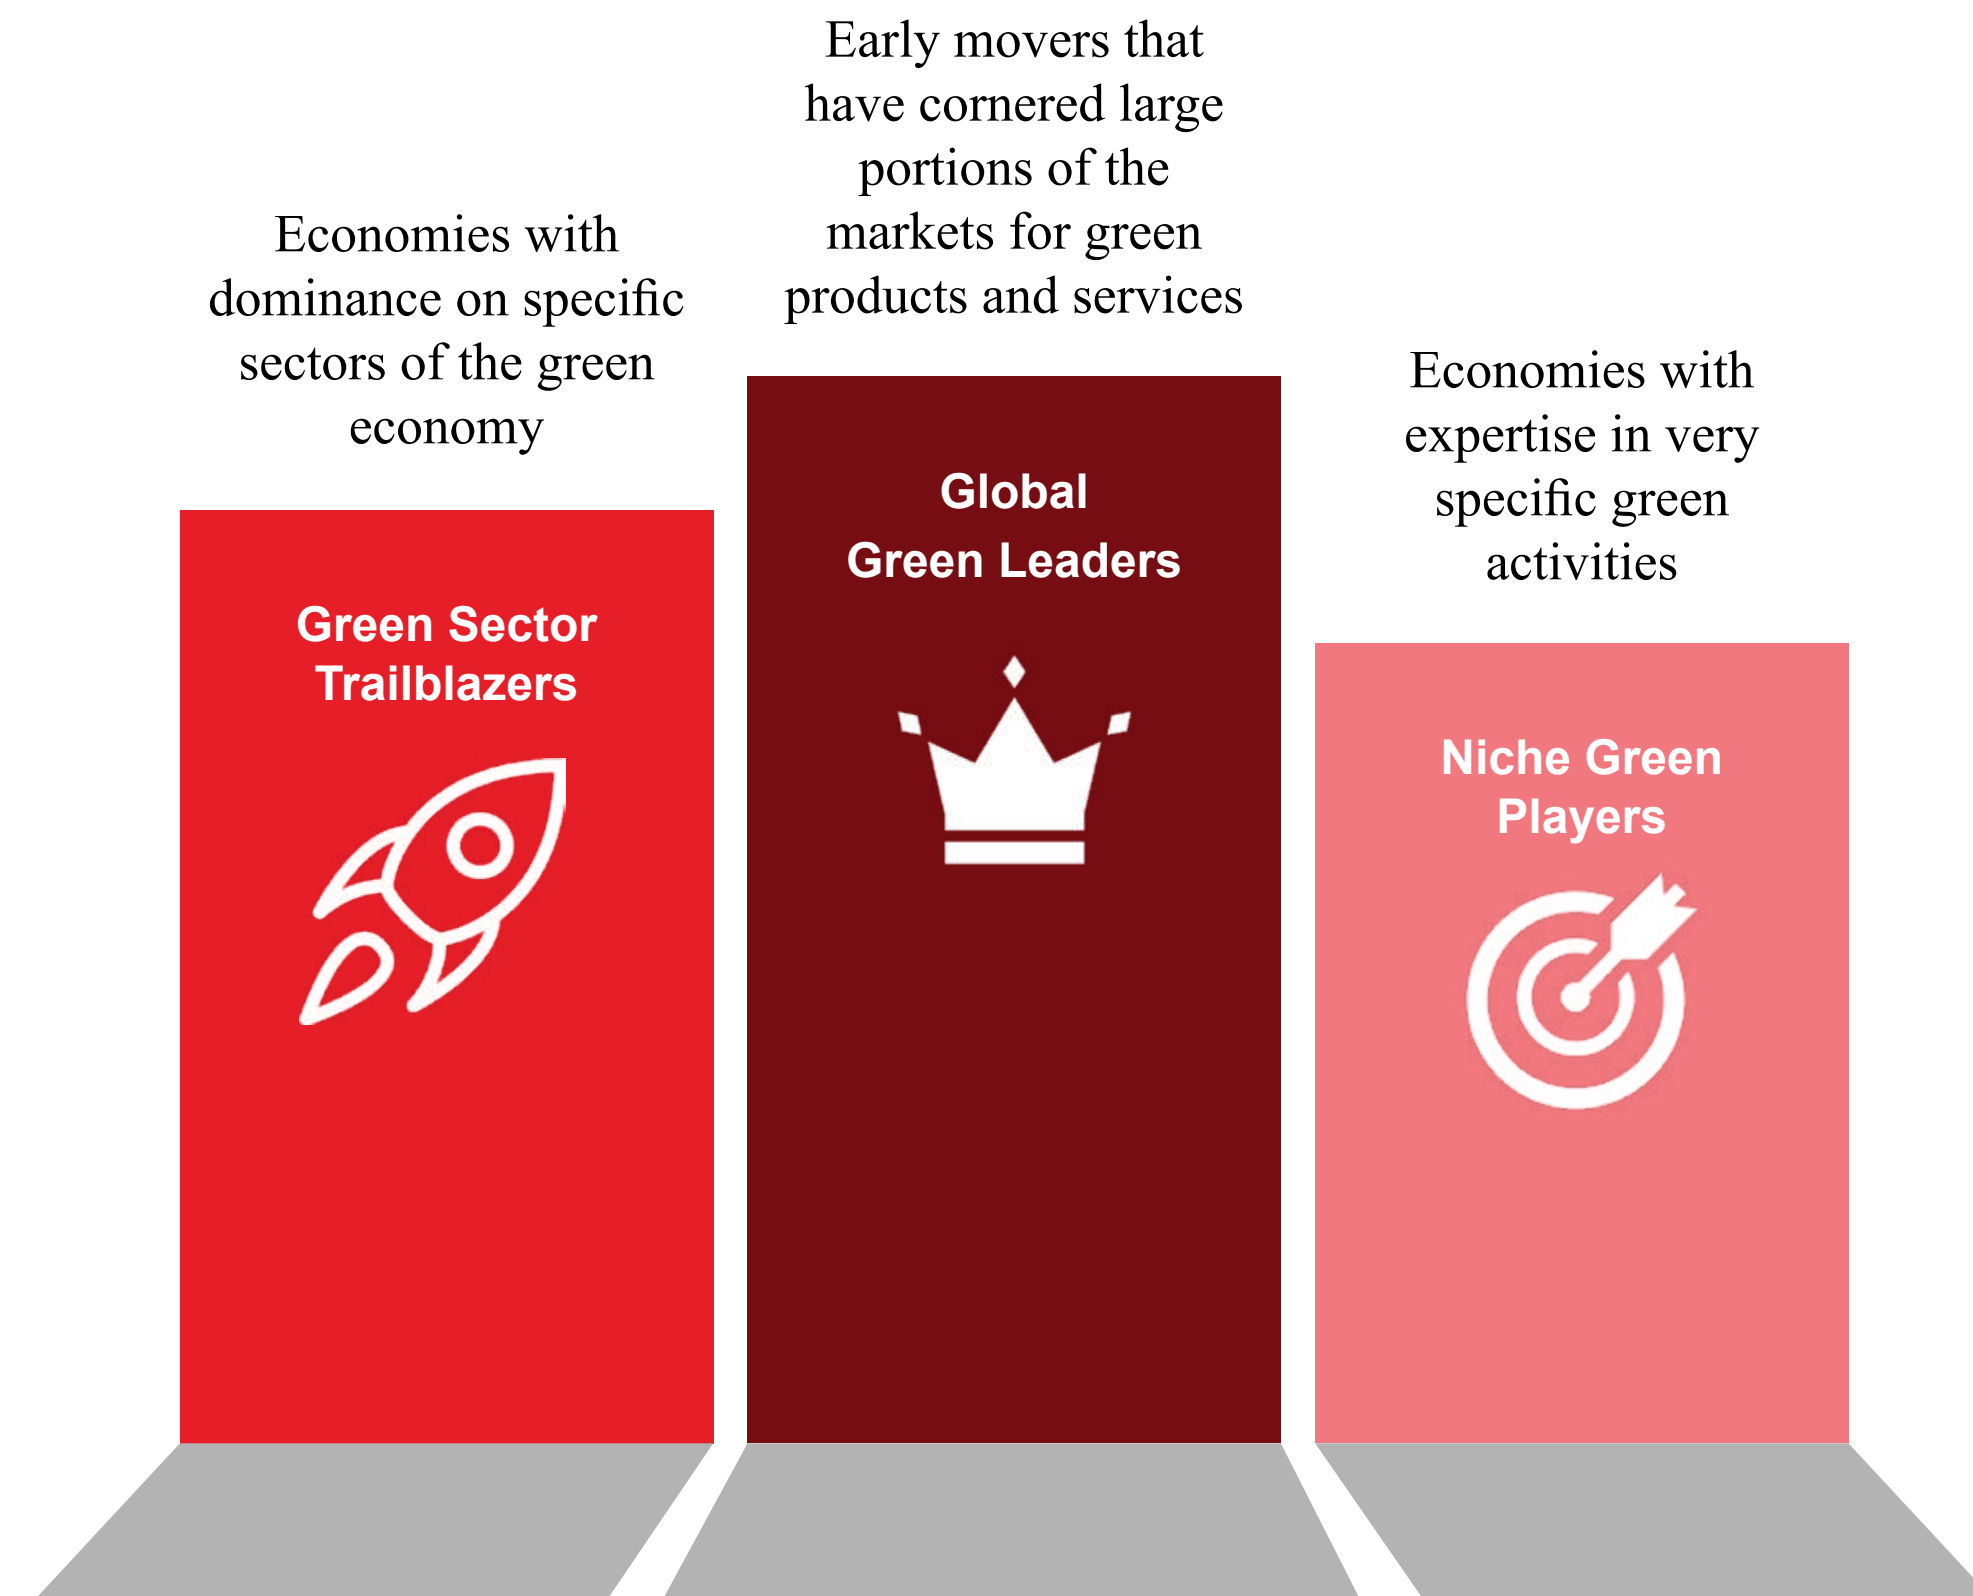 Economies with
dominance on specific
sectors of the green
economy
Green Sector
Trailblazers
Early movers that
have cornered large
portions of the
markets for green
products and services
Global
Green Leaders
Economies with
expertise in very
specific green
activities
Niche Green
Players